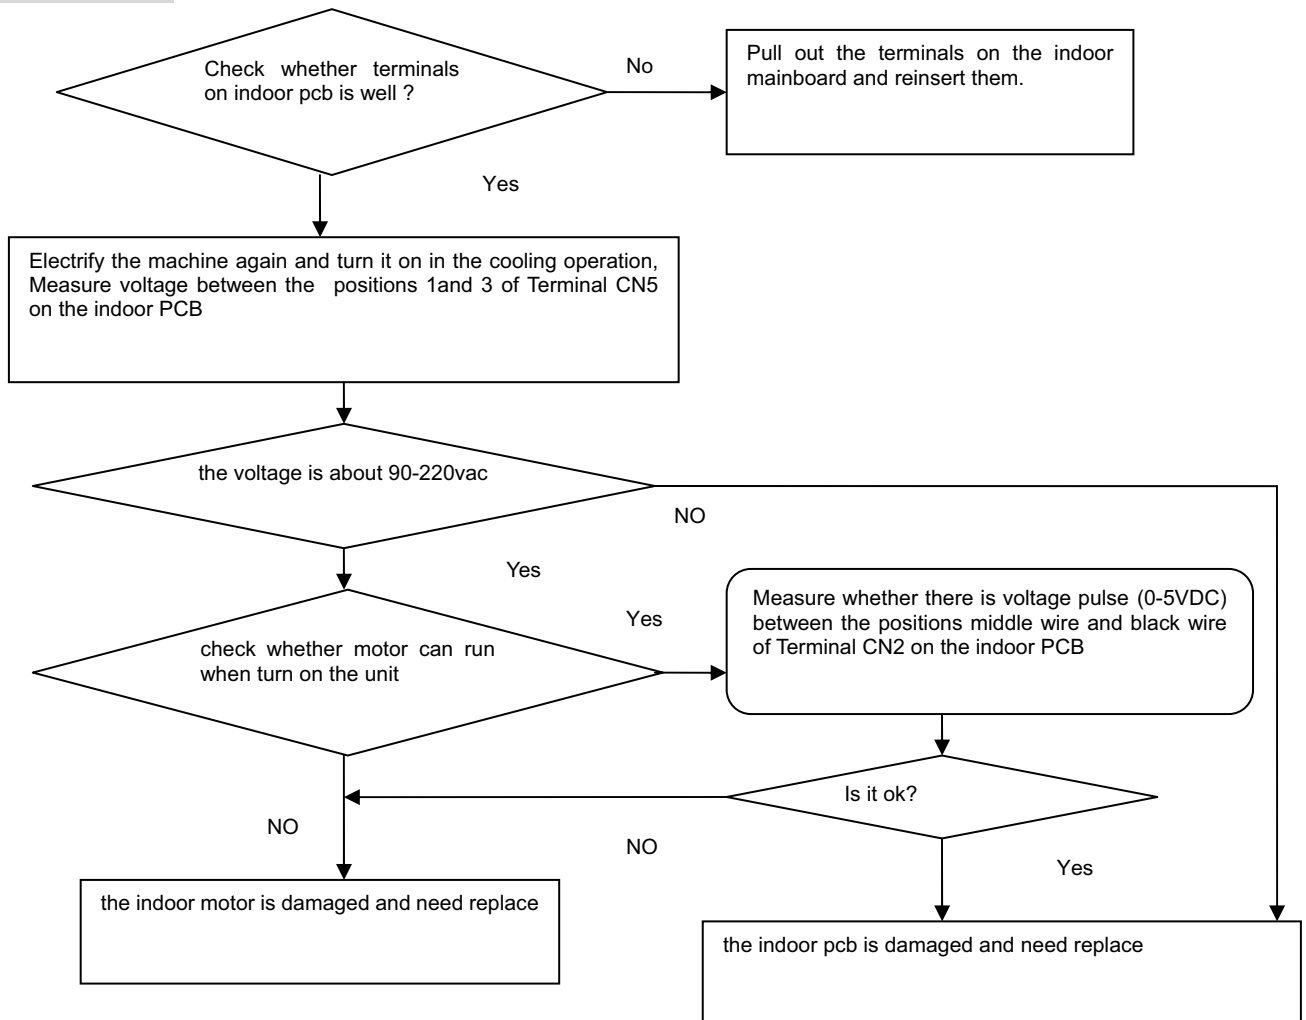 Check whether terminals
on indoor pcb is well ?
No
Pull out the terminals on the indoor
mainboard and reinsert them.
Yes
Electrify the machine again and turn it on in the cooling operation,
Measure voltage between the positions 1and 3 of Terminal CN5
on the indoor PCB
the voltage is about 90-220vac
NO
Yes
check whether motor can run
when turn on the unit
Yes
Measure whether there is voltage pulse (0-5VDC)
between the positions middle wire and black wire
of Terminal CN2 on the indoor PCB
Is it ok?
NO
NO
Yes
the indoor motor is damaged and need replace
the indoor pcb is damaged and need replace